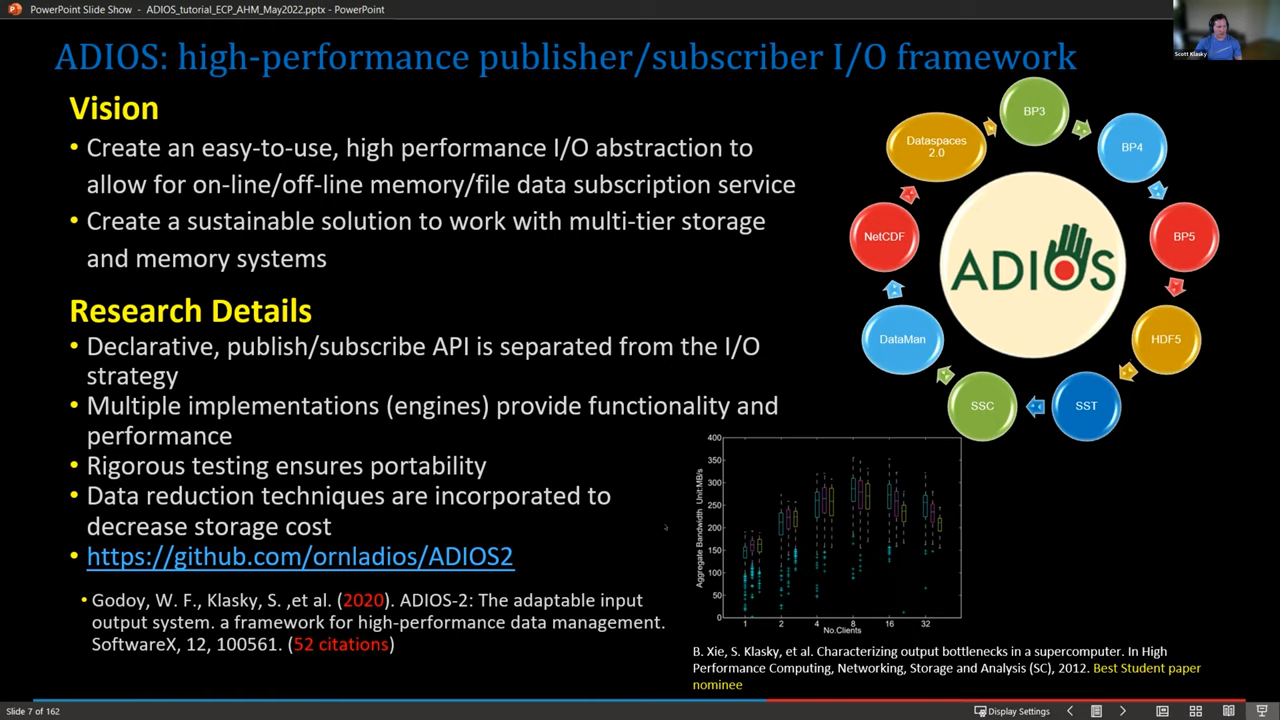 PowerPoint Slide Show - ADIOS_tutorial_ECP_AHM_May2022.pptx - PowerPoint
Scott Klasky
ADIOS: high-performance publisher/subscriber I/O framework
Vision
• Create an easy-to-use, high performance I/O abstraction to
allow for on-line/off-line memory/file data subscription service
• Create a sustainable solution to work with multi-tier storage
and memory systems
Research Details
• Declarative, publish/subscribe API is separated from the I/O
strategy
• Multiple implementations (engines) provide functionality and
performance
• Rigorous testing ensures portability
• Data reduction techniques are incorporated to
decrease storage cost
• https://github.com/ornladios/ADIOS2
• Godoy, W. F., Klasky, S. ,et al. (2020). ADIOS-2: The adaptable input
output system. a framework for high-performance data management.
SoftwareX, 12, 100561. (52 citations)
BP3
BP4
BP5
HDF5
SST
SSC
DataMan
NetCDF
Dataspaces
2.0
ADIOS
Aggregate Bandwidth Unit:MB/s
400
350
300
250
200
150
100
50
0
1 2 4 8 16 32
No.Clients
B. Xie, S. Klasky, et al. Characterizing output bottlenecks in a supercomputer. In High
Performance Computing, Networking, Storage and Analysis (SC), 2012. Best Student paper
nominee
Slide 7 of 162
Display Settings